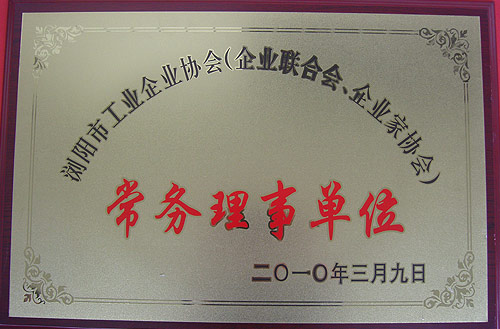 浏阳市工业企业协会(企业联合会、企业家协会)
常务理事单位
二〇一〇年三月九日